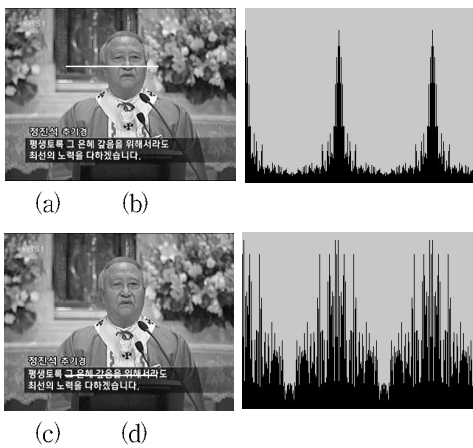 KBS1
정진석 추기경
평생토록 그 은혜 갚음을 위해서라도
최선의 노력을 다하겠습니다.
(a) (b)
KBS1
정진석 추기경
평생토록 그 은혜 갚음을 위해서라도
최선의 노력을 다하겠습니다.
(c) (d)